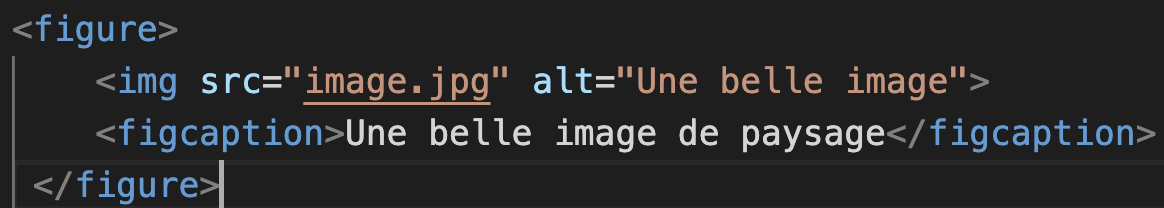 <figure>
<img src="image.jpg" alt="Une belle image">
<figcaption>Une belle image de paysage</figcaption>
</figure>